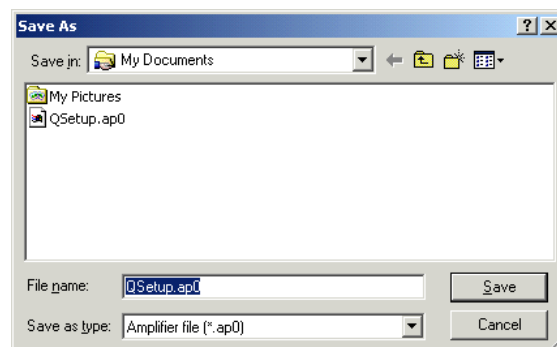 Save As
Save in: My Documents
My Pictures
QSetup.ap0
File name: QSetup.ap0 Save
Save as type: Amplifier file (*.ap0) Cancel